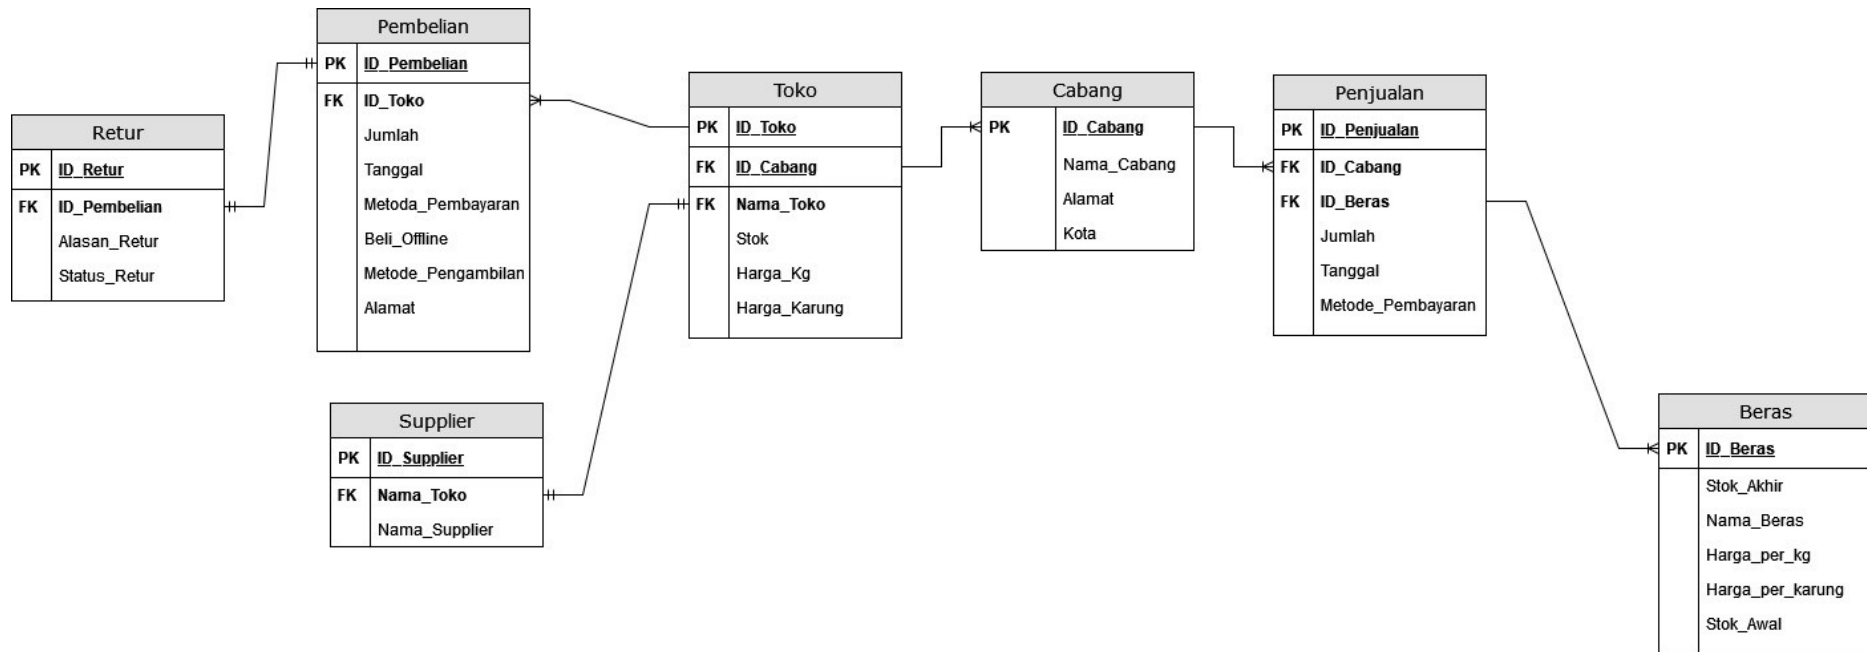 Retur
PK ID_Retur
FK ID_Pembelian
Alasan_Retur
Status_Retur
Pembelian
PK ID_Pembelian
FK ID_Toko
Jumlah
Tanggal
Metoda_Pembayaran
Beli_Offline
Metode_Pengambilan
Alamat
Supplier
PK ID_Supplier
FK Nama_Toko
Nama_Supplier
Toko
PK ID_Toko
FK ID_Cabang
FK Nama_Toko
Stok
Harga_Kg
Harga_Karung
Cabang
PK ID_Cabang
Nama_Cabang
Alamat
Kota
Penjualan
PK ID_Penjualan
FK ID_Cabang
FK ID_Beras
Jumlah
Tanggal
Metode_Pembayaran
Beras
PK ID_Beras
Stok_Akhir
Nama_Beras
Harga_per_kg
Harga_per_karung
Stok_Awal